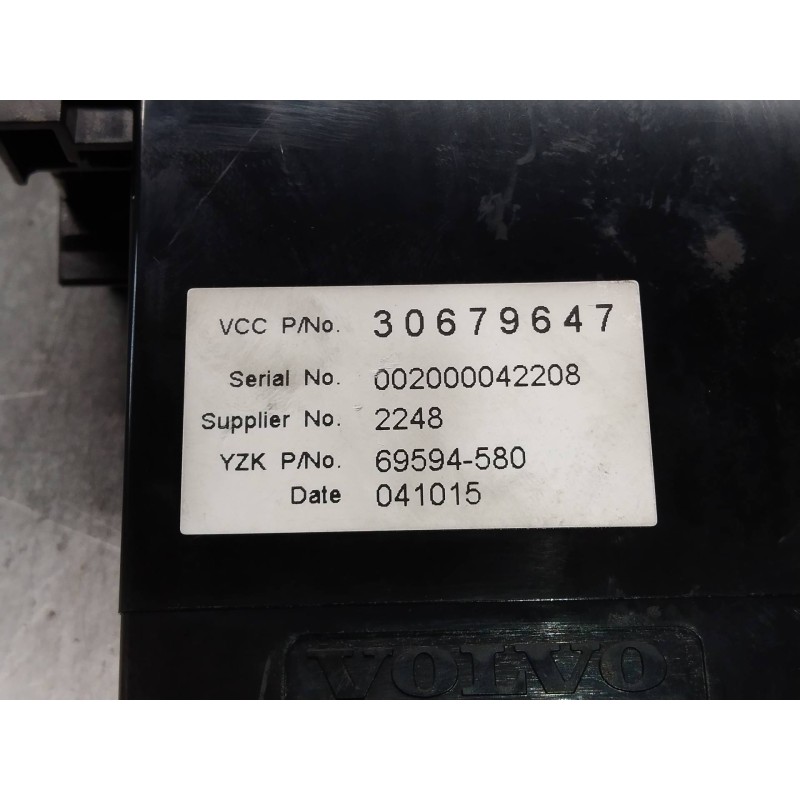 VCC P/No. 30679647
Serial No. 002000042208
Supplier No. 2248
YZK P/No. 69594-580
Date 041015
VOLVO